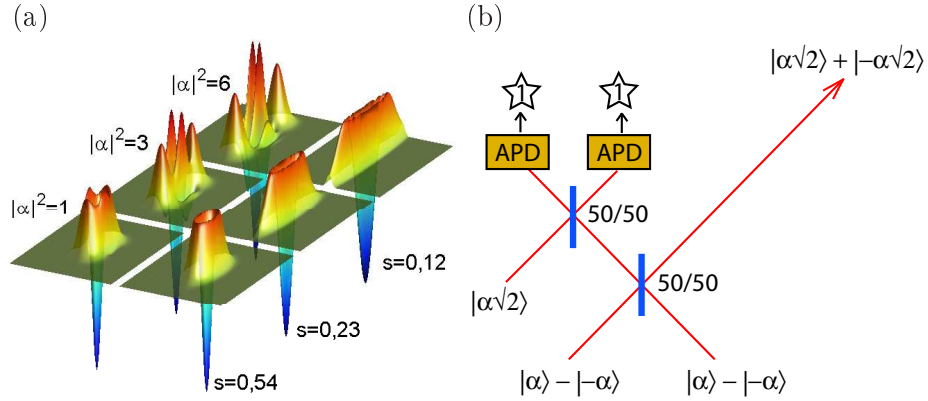 (a)
|α|²=6
|α|²=3
|α|²=1
s=0,12
s=0,23
s=0,54
(b)
|α√2⟩ + |-α√2⟩
1 1
APD APD
50/50
50/50
|α√2⟩
|α⟩ - |-α⟩ |α⟩ - |-α⟩